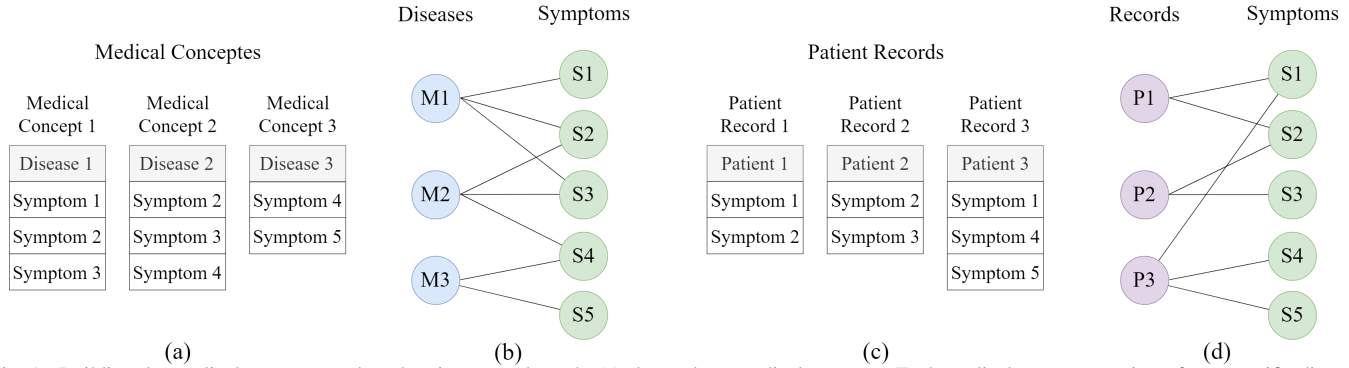 Diseases
Symptoms
Medical Conceptes
Medical Concept 1
Medical Concept 2
Medical Concept 3
Disease 1
Disease 2
Disease 3
Symptom 1
Symptom 2
Symptom 4
Symptom 2
Symptom 3
Symptom 5
Symptom 3
Symptom 4
(a)
M1
M2
M3
S1
S2
S3
S4
S5
(b)
Patient Records
Patient Record 1
Patient Record 2
Patient Record 3
Patient 1
Patient 2
Patient 3
Symptom 1
Symptom 2
Symptom 1
Symptom 2
Symptom 3
Symptom 4
Symptom 5
(c)
Records
Symptoms
P1
P2
P3
S1
S2
S3
S4
S5
(d)